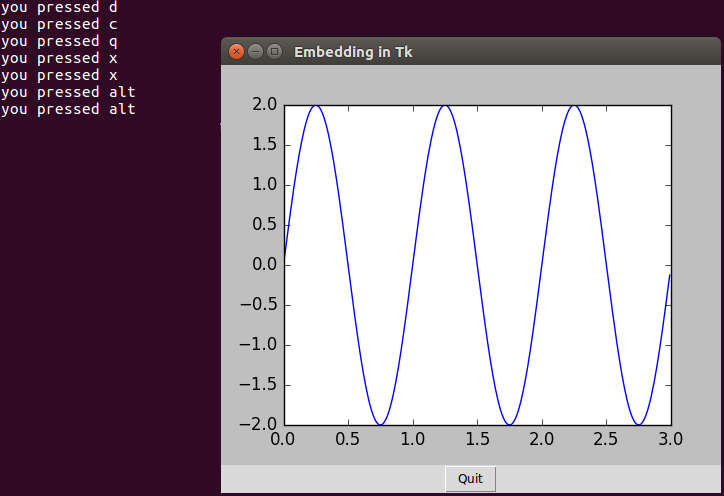 you pressed d
you pressed c
you pressed q
you pressed x
you pressed x
you pressed alt
you pressed alt
Embedding in Tk
2.0
1.5
1.0
0.5
0.0
−0.5
−1.0
−1.5
−2.0
0.0 0.5 1.0 1.5 2.0 2.5 3.0
Quit